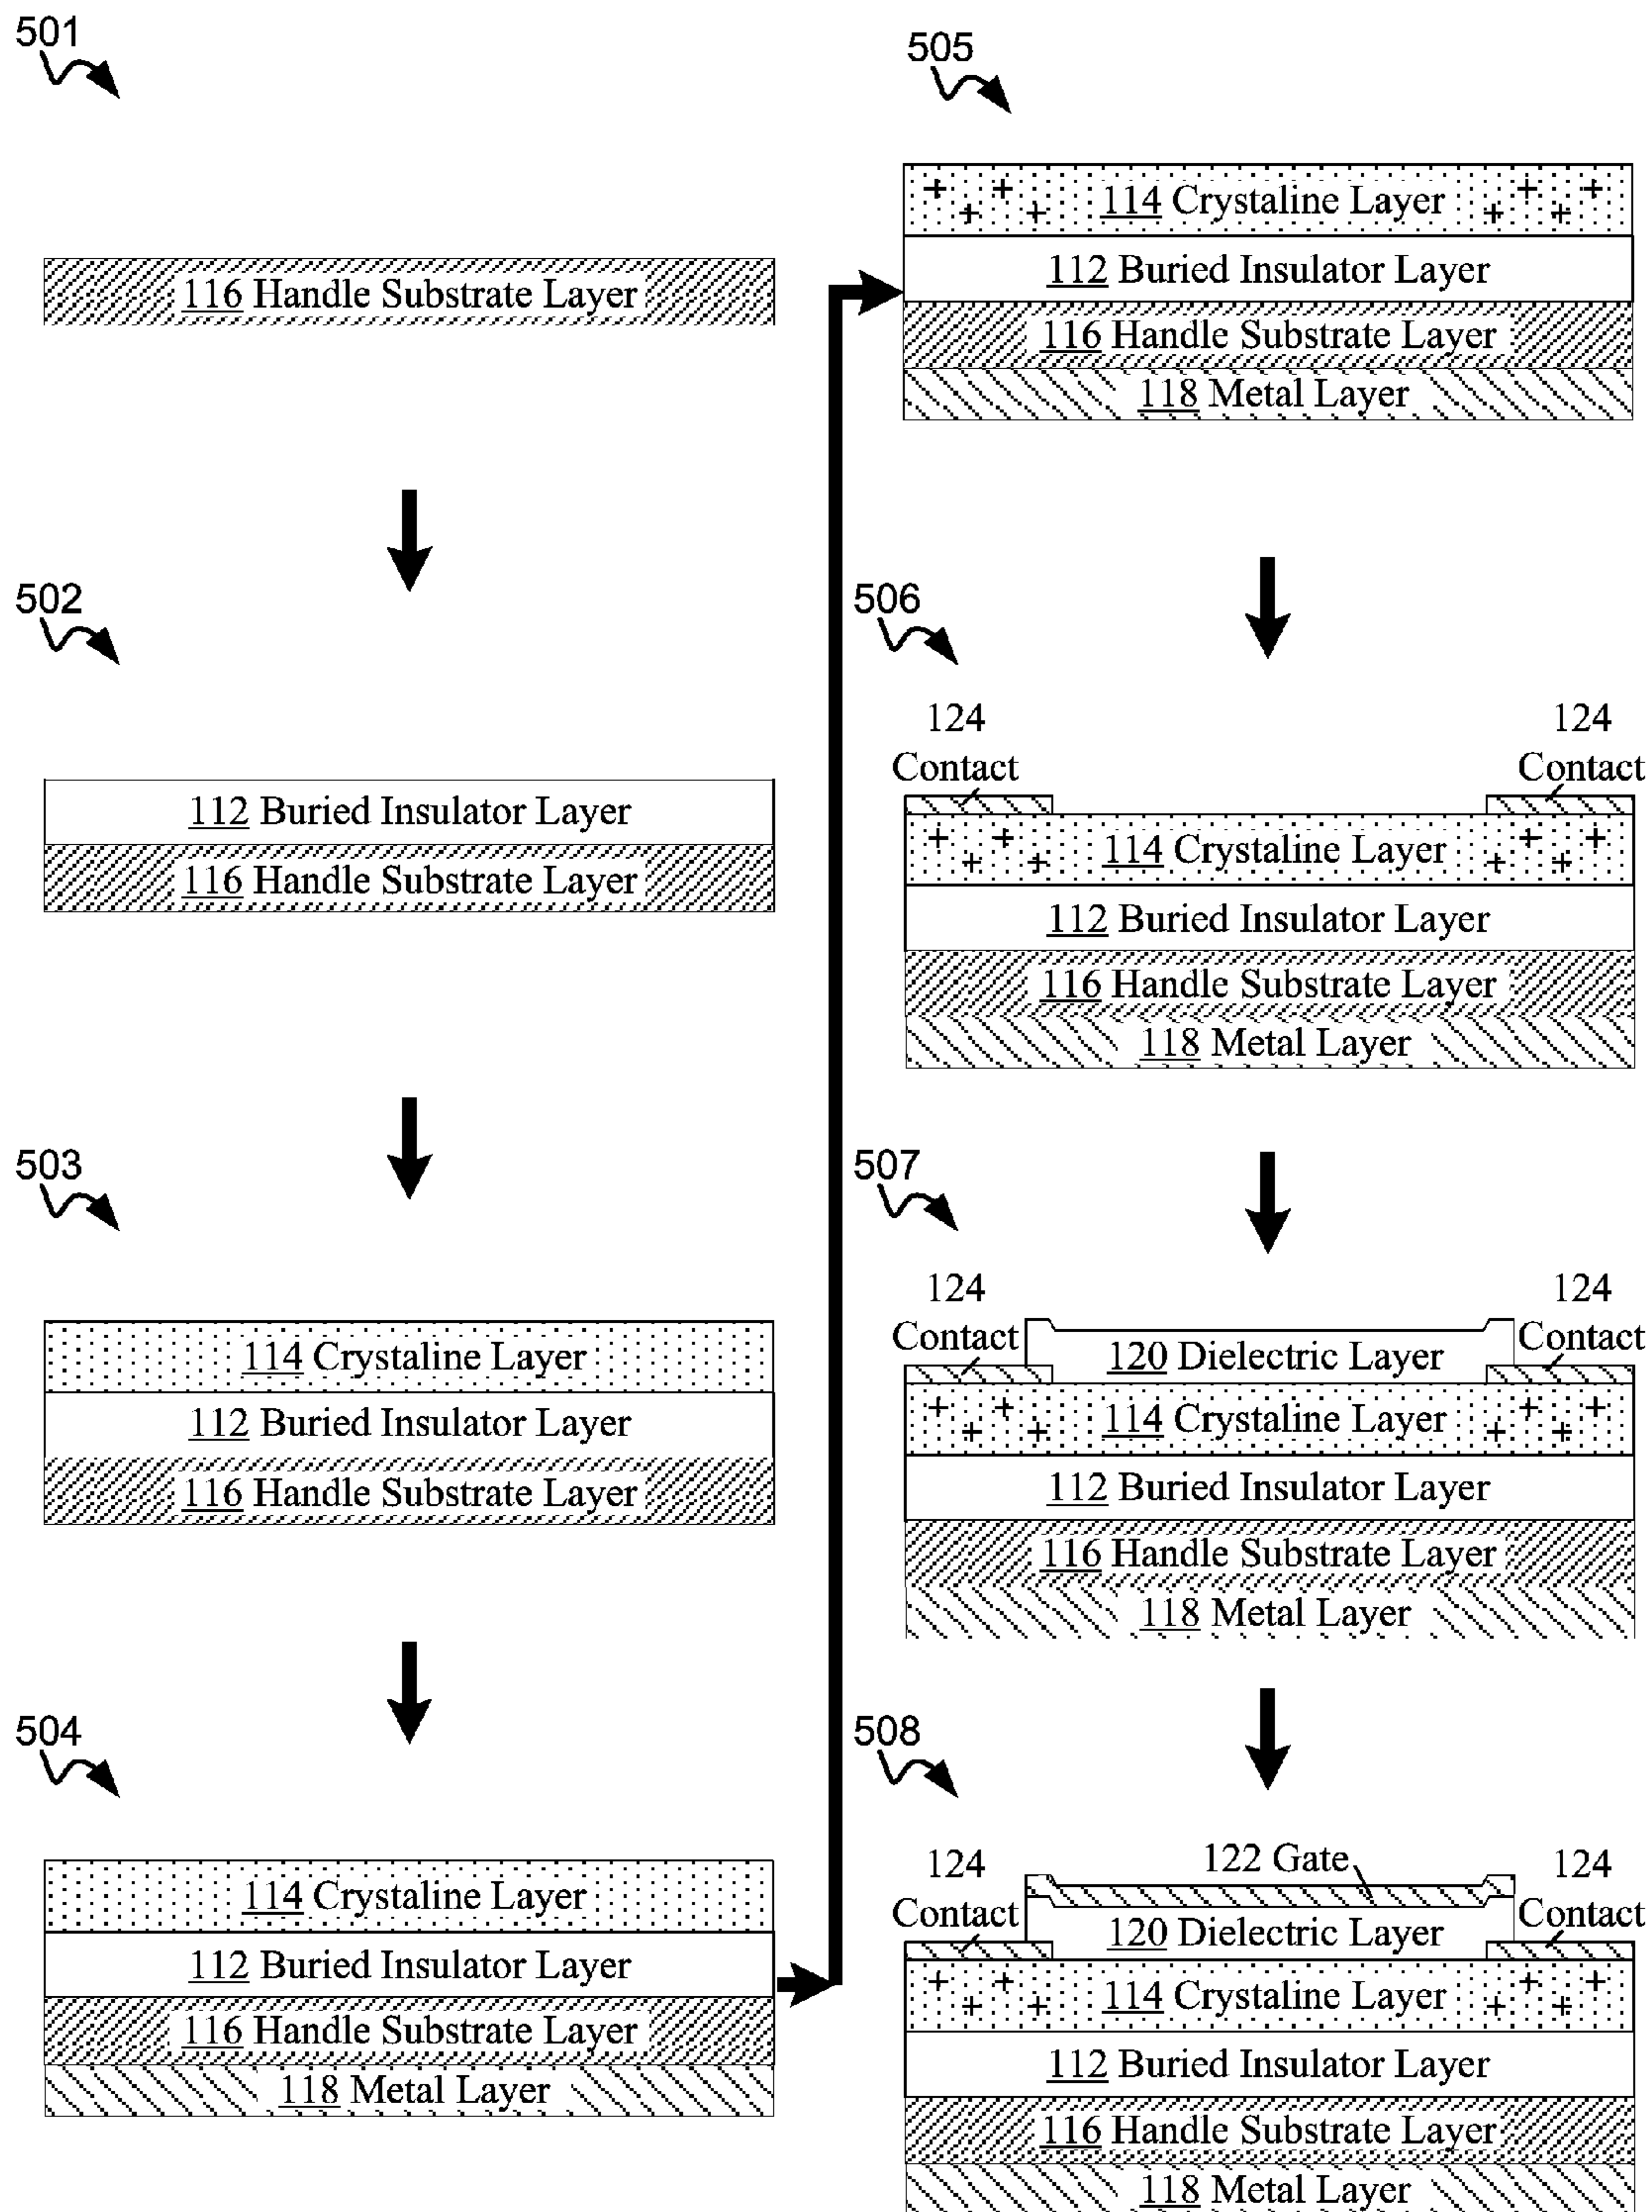 501
116 Handle Substrate Layer
502
112 Buried Insulator Layer
116 Handle Substrate Layer
503
114 Crystaline Layer
112 Buried Insulator Layer
116 Handle Substrate Layer
504
114 Crystaline Layer
112 Buried Insulator Layer
116 Handle Substrate Layer
118 Metal Layer
505
114 Crystaline Layer
112 Buried Insulator Layer
116 Handle Substrate Layer
118 Metal Layer
506
124 124
Contact Contact
114 Crystaline Layer
112 Buried Insulator Layer
116 Handle Substrate Layer
118 Metal Layer
507
124 124
Contact Contact
120 Dielectric Layer
114 Crystaline Layer
112 Buried Insulator Layer
116 Handle Substrate Layer
118 Metal Layer
508
124 122 Gate 124
Contact Contact
120 Dielectric Layer
114 Crystaline Layer
112 Buried Insulator Layer
116 Handle Substrate Layer
118 Metal Layer